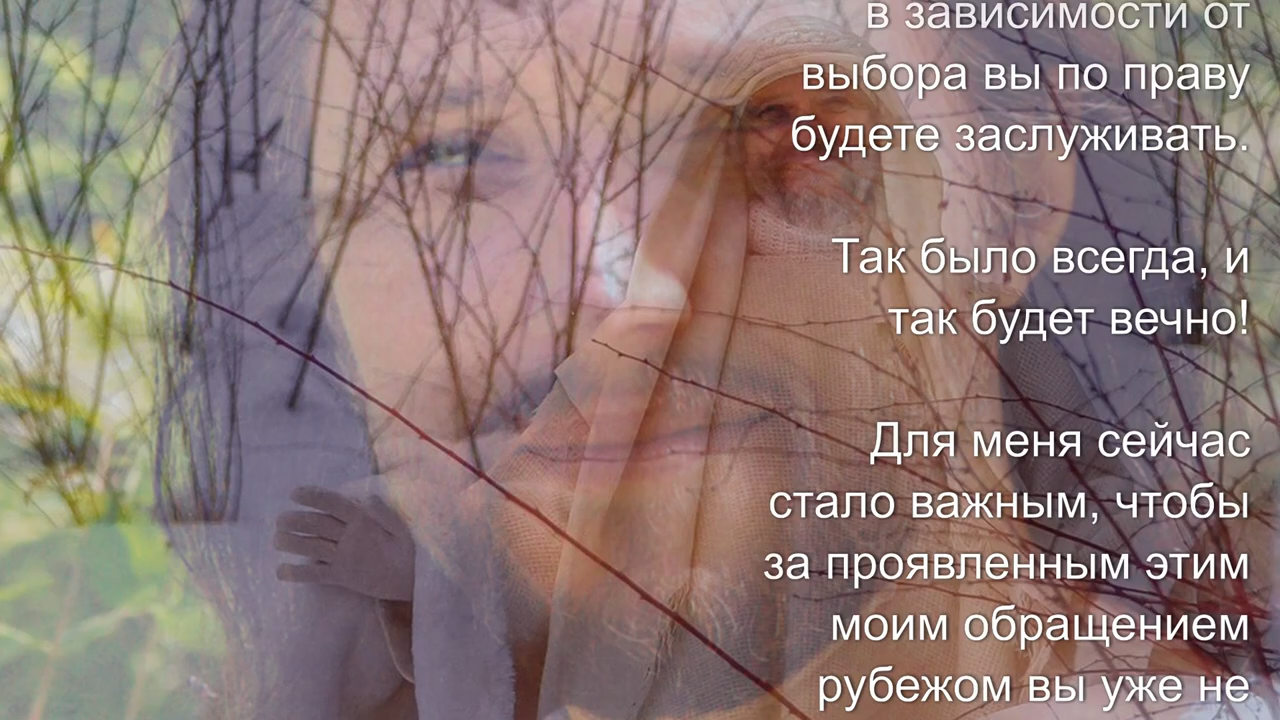 в зависимости от
выбора вы по праву
будете заслуживать.
Так было всегда, и
так будет вечно!
Для меня сейчас
стало важным, чтобы
за проявленным этим
моим обращением
рубежом вы уже не